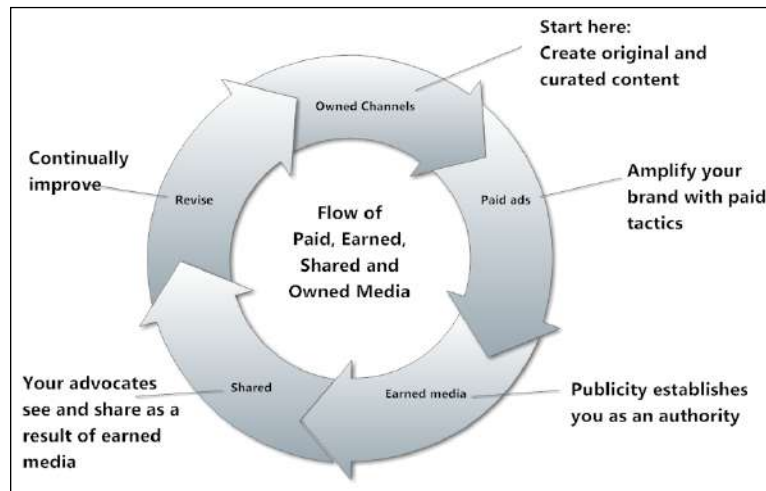 Start here:
Create original and
curated content
Owned Channels
Amplify your
brand with paid
tactics
Paid ads
Publicity establishes
you as an authority
Earned media
Your advocates
see and share as a
result of earned
media
Shared
Continually
improve
Revise
Flow of
Paid, Earned,
Shared and
Owned Media